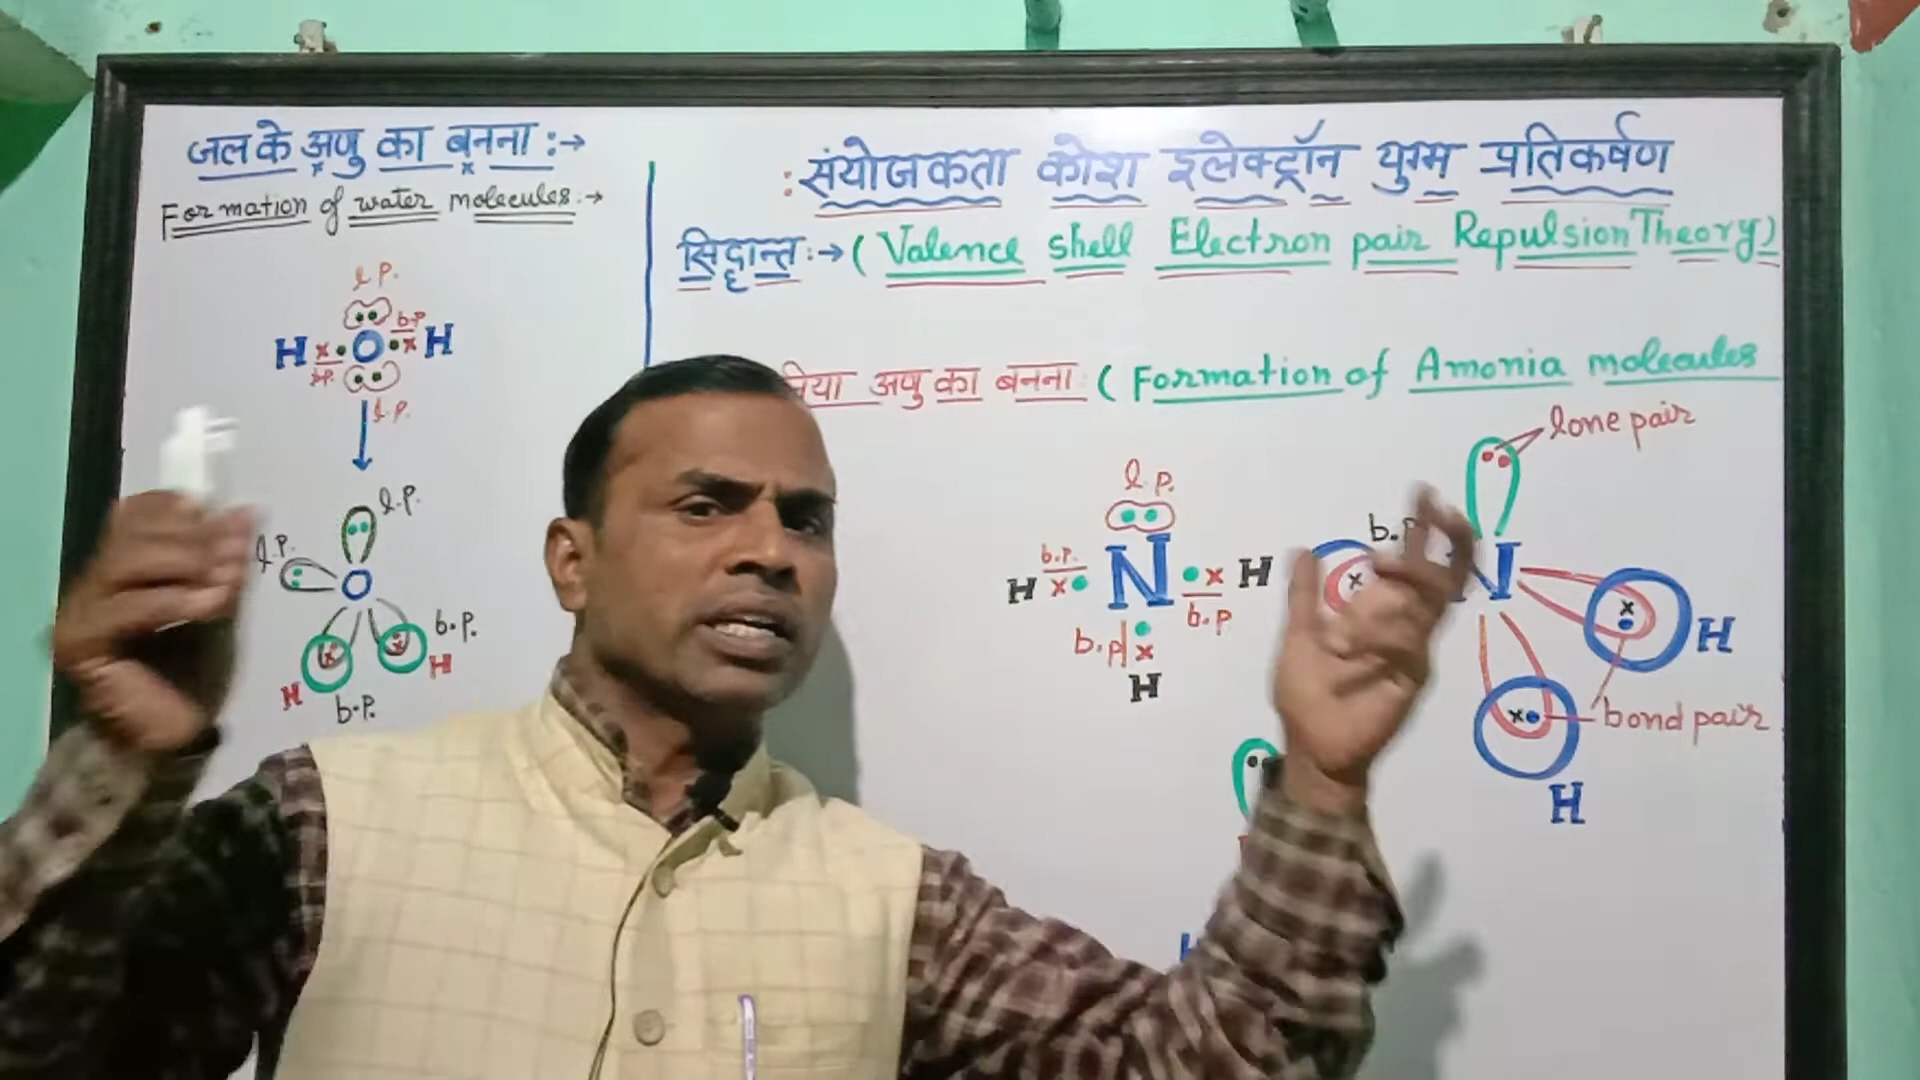 जल के अणु का बनना :→
Formation of water molecules :→
l.p.
b.p
H x• O •x H
b.p.
l.p.
l.p.
l.p.
O
b.p.
H
H
b.p.
:संयोजकता कोश इलेक्ट्रॉन युग्म प्रतिकर्षण
सिद्धान्त :→ ( Valence shell Electron pair Repulsion Theory )
निया अणु का बनना ( Formation of Amonia molecules
l.p.
b.p.
H x• N •x H
b.p
b.p
x
H
lone pair
b.p
N
x
x
H
x•
bond pair
H